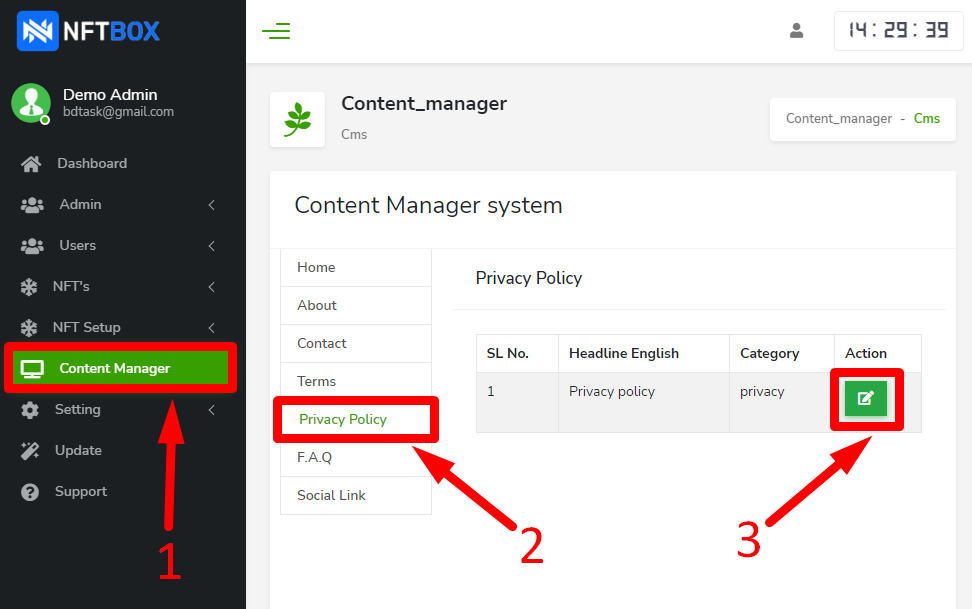 NFTBOX
14:29:39
Demo Admin
bdtask@gmail.com
Dashboard
Admin
Users
NFT's
NFT Setup
Content Manager
Setting
Update
Support
1
Content_manager
Cms
Content_manager - Cms
Content Manager system
Home
About
Contact
Terms
Privacy Policy
F.A.Q
Social Link
2
Privacy Policy
SL No. Headline English Category Action
1 Privacy policy privacy
3